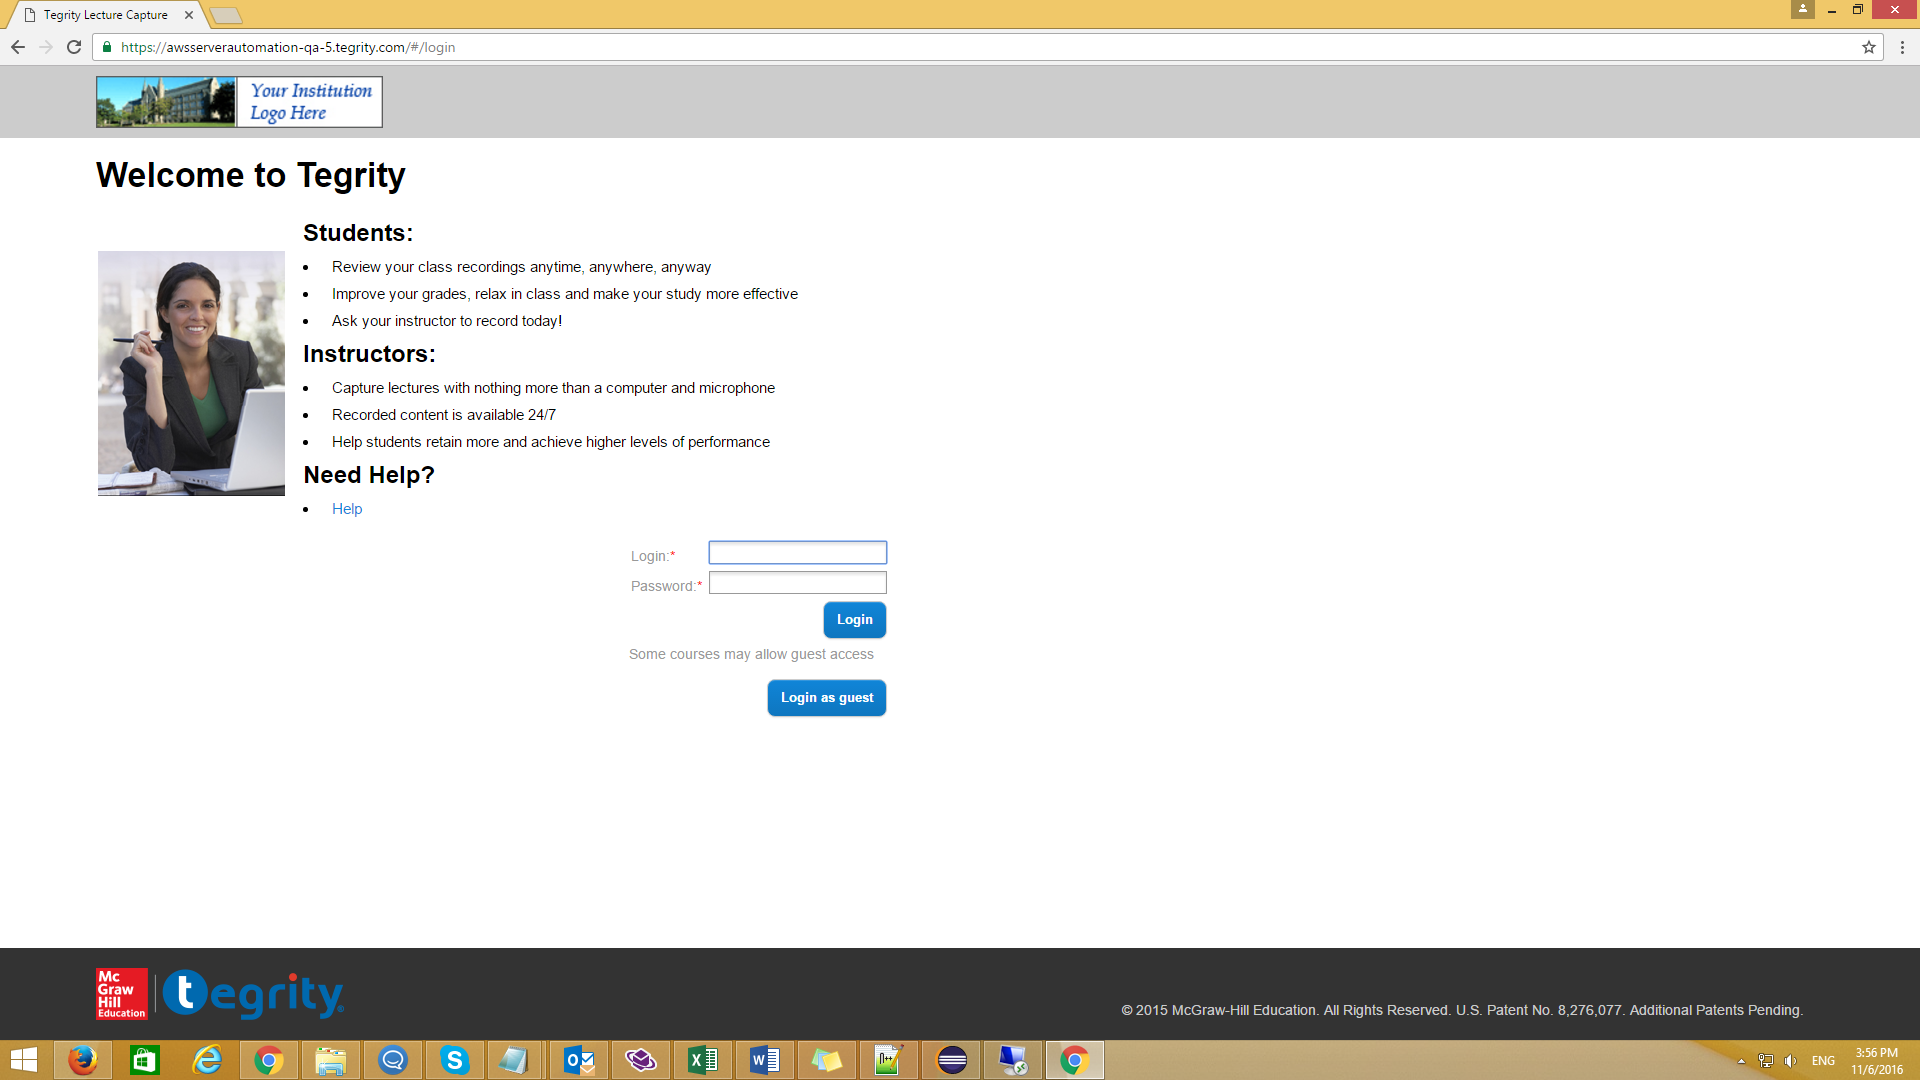 Tegrity Lecture Capture
https://awsserverautomation-qa-5.tegrity.com/#/login
Your Institution
Logo Here
Welcome to Tegrity
Students:
• Review your class recordings anytime, anywhere, anyway
• Improve your grades, relax in class and make your study more effective
• Ask your instructor to record today!
Instructors:
• Capture lectures with nothing more than a computer and microphone
• Recorded content is available 24/7
• Help students retain more and achieve higher levels of performance
Need Help?
• Help
Login:*
Password:*
Login
Some courses may allow guest access
Login as guest
Mc
Graw
Hill
Education
tegrity
© 2015 McGraw-Hill Education. All Rights Reserved. U.S. Patent No. 8,276,077. Additional Patents Pending.
ENG
3:56 PM
11/6/2016